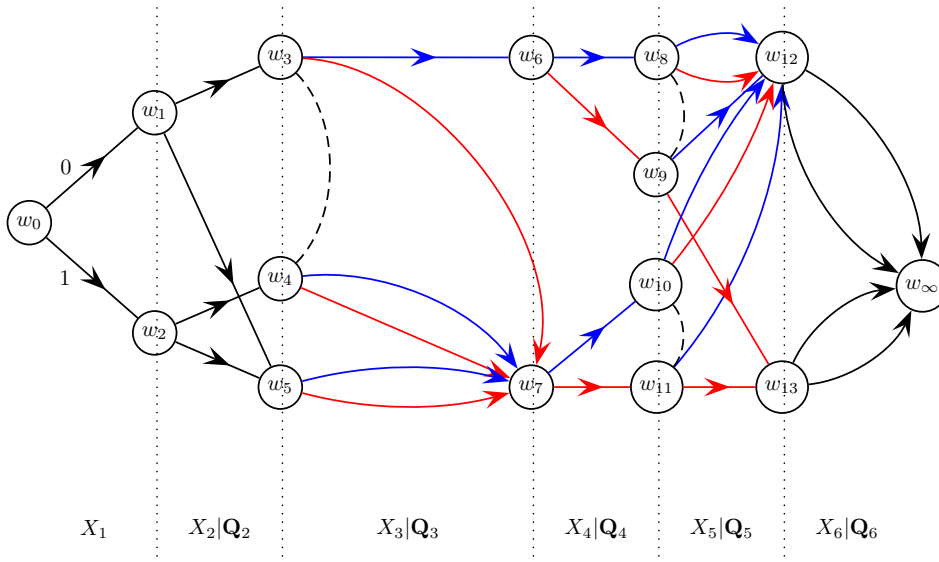 w₃ w₆ w₈ w₁₂
w₁
0
w₉
w₀
1 w₄ w₁₀ w∞
w₂
w₅ w₇ w₁₁ w₁₃
X₁ X₂|Q₂ X₃|Q₃ X₄|Q₄ X₅|Q₅ X₆|Q₆